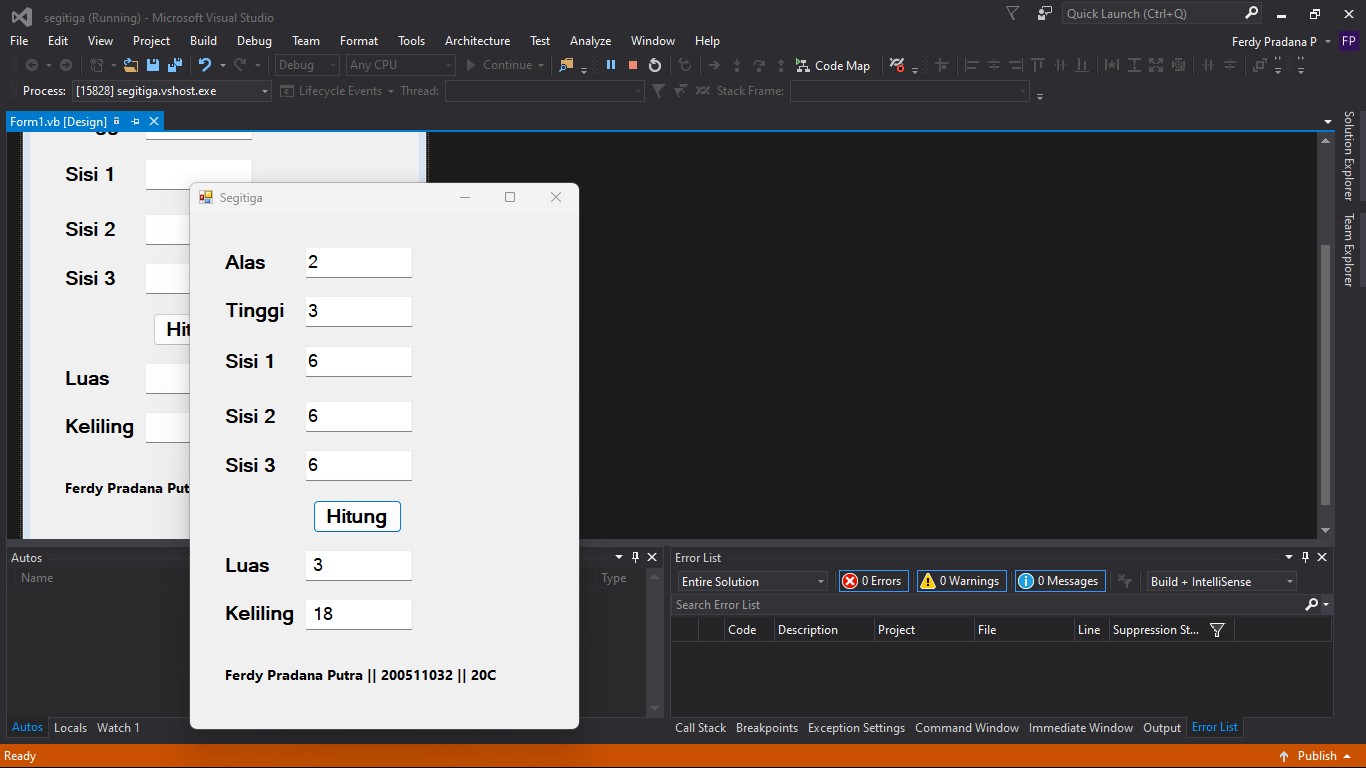 segitiga (Running) - Microsoft Visual Studio
Quick Launch (Ctrl+Q)
File Edit View Project Build Debug Team Format Tools Architecture Test Analyze Window Help
Ferdy Pradana P FP
Debug Any CPU Continue Code Map
Process: [15828] segitiga.vshost.exe Lifecycle Events Thread: Stack Frame:
Form1.vb [Design]
Solution Explorer
Team Explorer
Sisi 1
Sisi 2
Sisi 3
Hit
Luas
Keliling
Ferdy Pradana Put
Segitiga
Alas 2
Tinggi 3
Sisi 1 6
Sisi 2 6
Sisi 3 6
Hitung
Luas 3
Keliling 18
Ferdy Pradana Putra || 200511032 || 20C
Autos
Name Type
Autos Locals Watch 1
Error List
Entire Solution 0 Errors 0 Warnings 0 Messages Build + IntelliSense
Search Error List
Code Description Project File Line Suppression St...
Call Stack Breakpoints Exception Settings Command Window Immediate Window Output Error List
Ready Publish